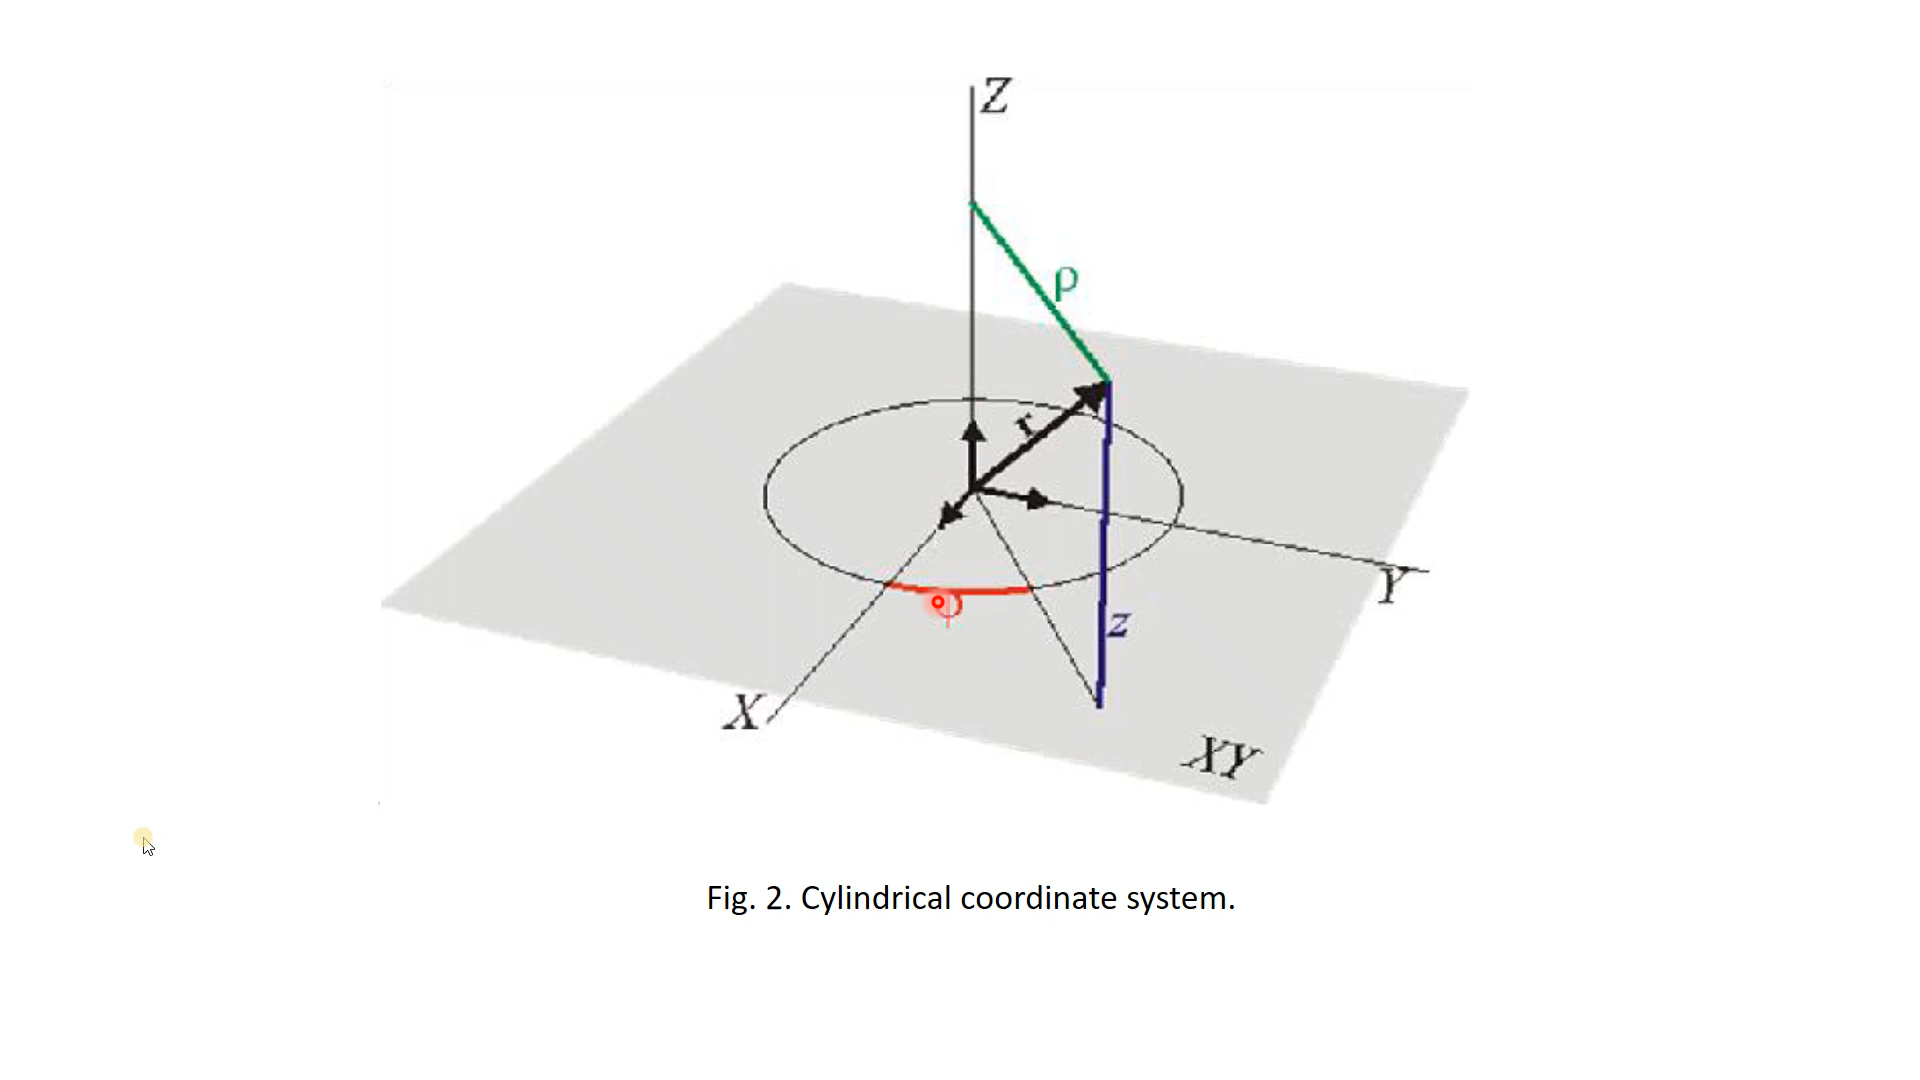 Z
ρ
r
Y
φ
z
X
XY
Fig. 2. Cylindrical coordinate system.